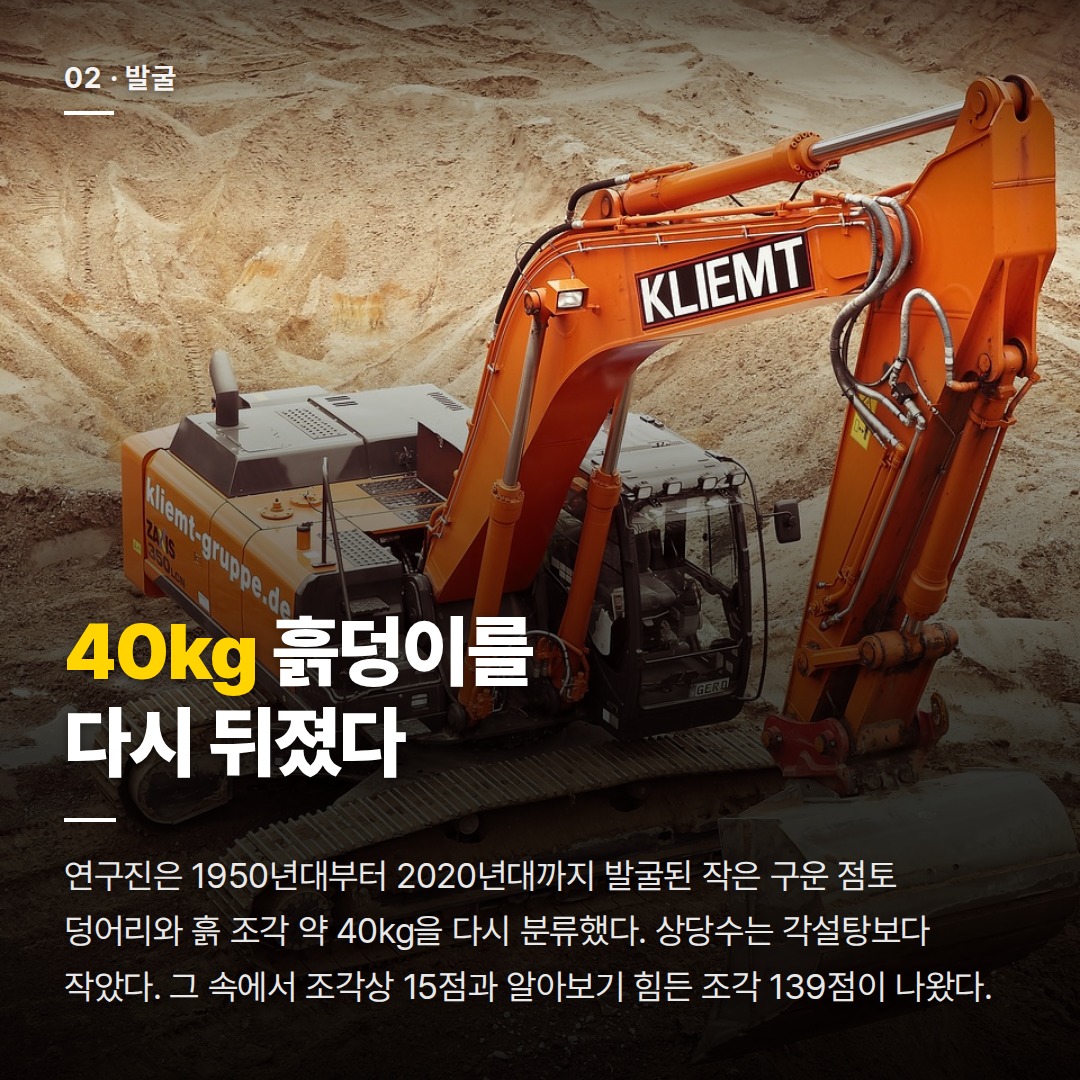 02 · 발굴
KLIEMT
kliemt-gruppe.de
ZAXIS
350LCN
GERD
40kg 흙덩이를
다시 뒤졌다
연구진은 1950년대부터 2020년대까지 발굴된 작은 구운 점토
덩어리와 흙 조각 약 40kg을 다시 분류했다. 상당수는 각설탕보다
작았다. 그 속에서 조각상 15점과 알아보기 힘든 조각 139점이 나왔다.